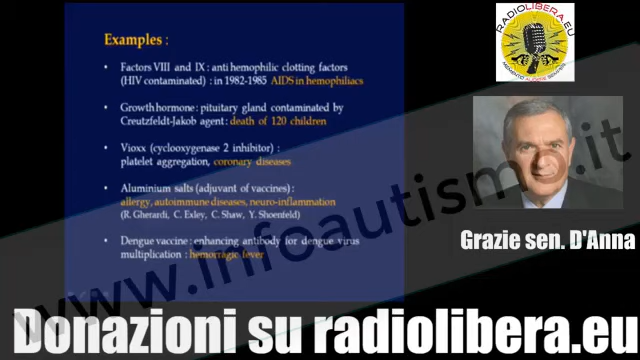 Examples :
• Factors VIII and IX : anti hemophilic clotting factors
(HIV contaminated) : in 1982-1985 AIDS in hemophiliacs
• Growth hormone : pituitary gland contaminated by
Creutzfeldt-Jakob agent : death of 120 children
• Vioxx (cyclooxygenase 2 inhibitor) :
platelet aggregation, coronary diseases
• Aluminium salts (adjuvant of vaccines) :
allergy, autoimmune diseases, neuro-inflammation
(R. Gherardi, C. Exley, C. Shaw, Y. Shoenfeld)
• Dengue vaccine : enhancing antibody for dengue virus
multiplication : hemorragic fever
RADIOLIBERA.EU
Grazie sen. D'Anna
www.infoautismo.it
Donazioni su radiolibera.eu